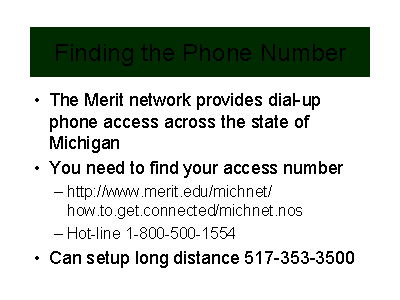 Finding the Phone Number
• The Merit network provides dial-up
phone access across the state of
Michigan
• You need to find your access number
– http://www.merit.edu/michnet/
how.to.get.connected/michnet.nos
– Hot-line 1-800-500-1554
• Can setup long distance 517-353-3500